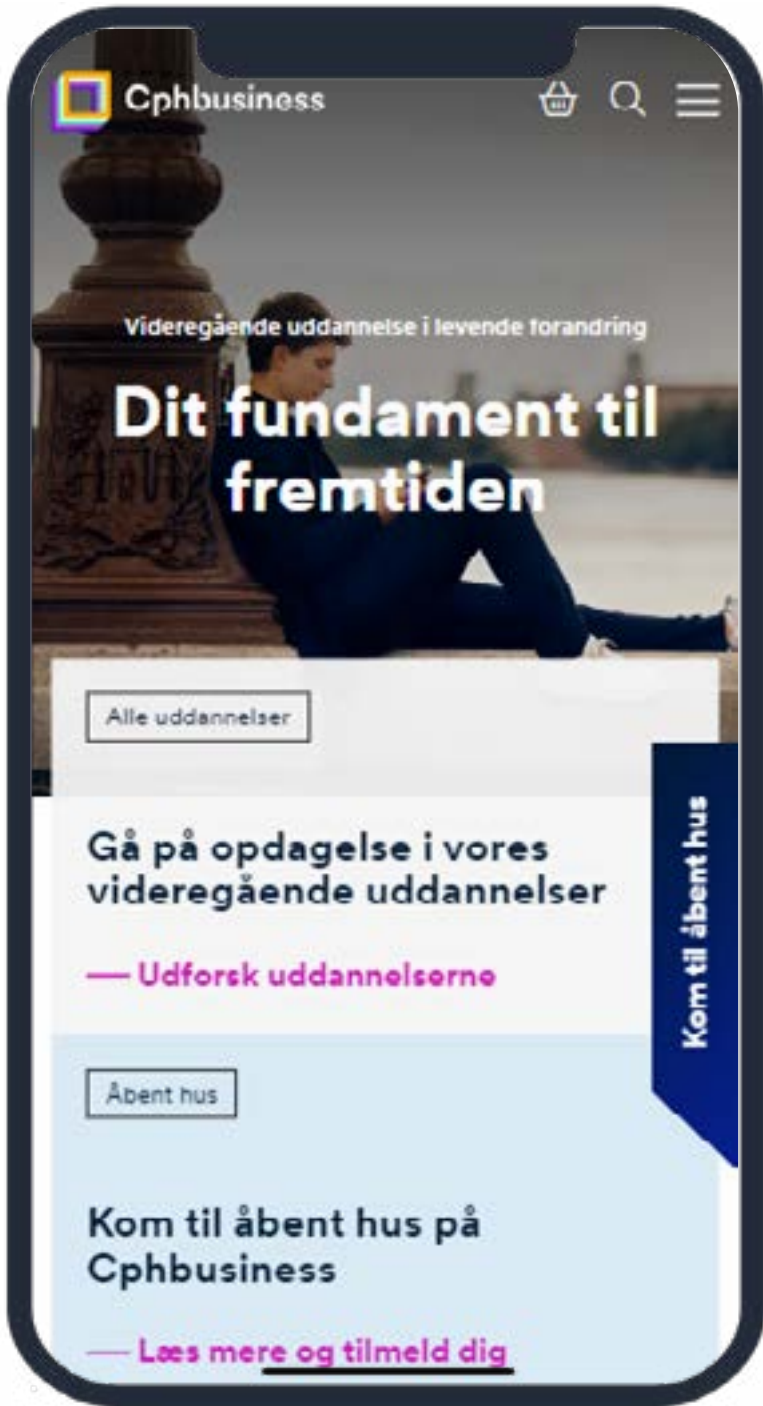 Cphbusiness
Videregående uddannelse i levende forandring
Dit fundament til
fremtiden
Alle uddannelser
Gå på opdagelse i vores
videregående uddannelser
Udforsk uddannelserne
Kom til åbent hus
Åbent hus
Kom til åbent hus på
Cphbusiness
Læs mere og tilmeld dig